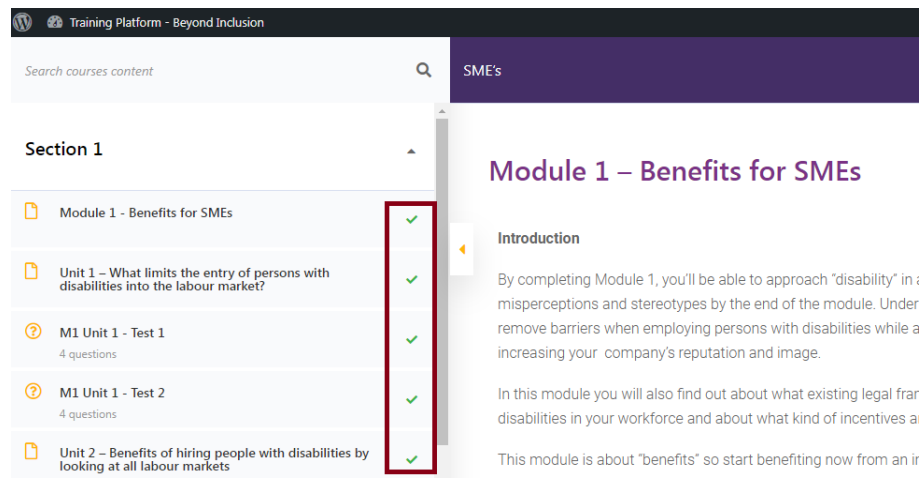 Training Platform - Beyond Inclusion
Search courses content
SME's
Section 1
Module 1 - Benefits for SMEs
Unit 1 – What limits the entry of persons with
disabilities into the labour market?
M1 Unit 1 - Test 1
4 questions
M1 Unit 1 - Test 2
4 questions
Unit 2 – Benefits of hiring people with disabilities by
looking at all labour markets
Module 1 – Benefits for SMEs
Introduction
By completing Module 1, you'll be able to approach “disability” in
misperceptions and stereotypes by the end of the module. Under
remove barriers when employing persons with disabilities while
increasing your company's reputation and image.
In this module you will also find out about what existing legal
disabilities in your workforce and about what kind of incentives
This module is about “benefits” so start benefiting now from an